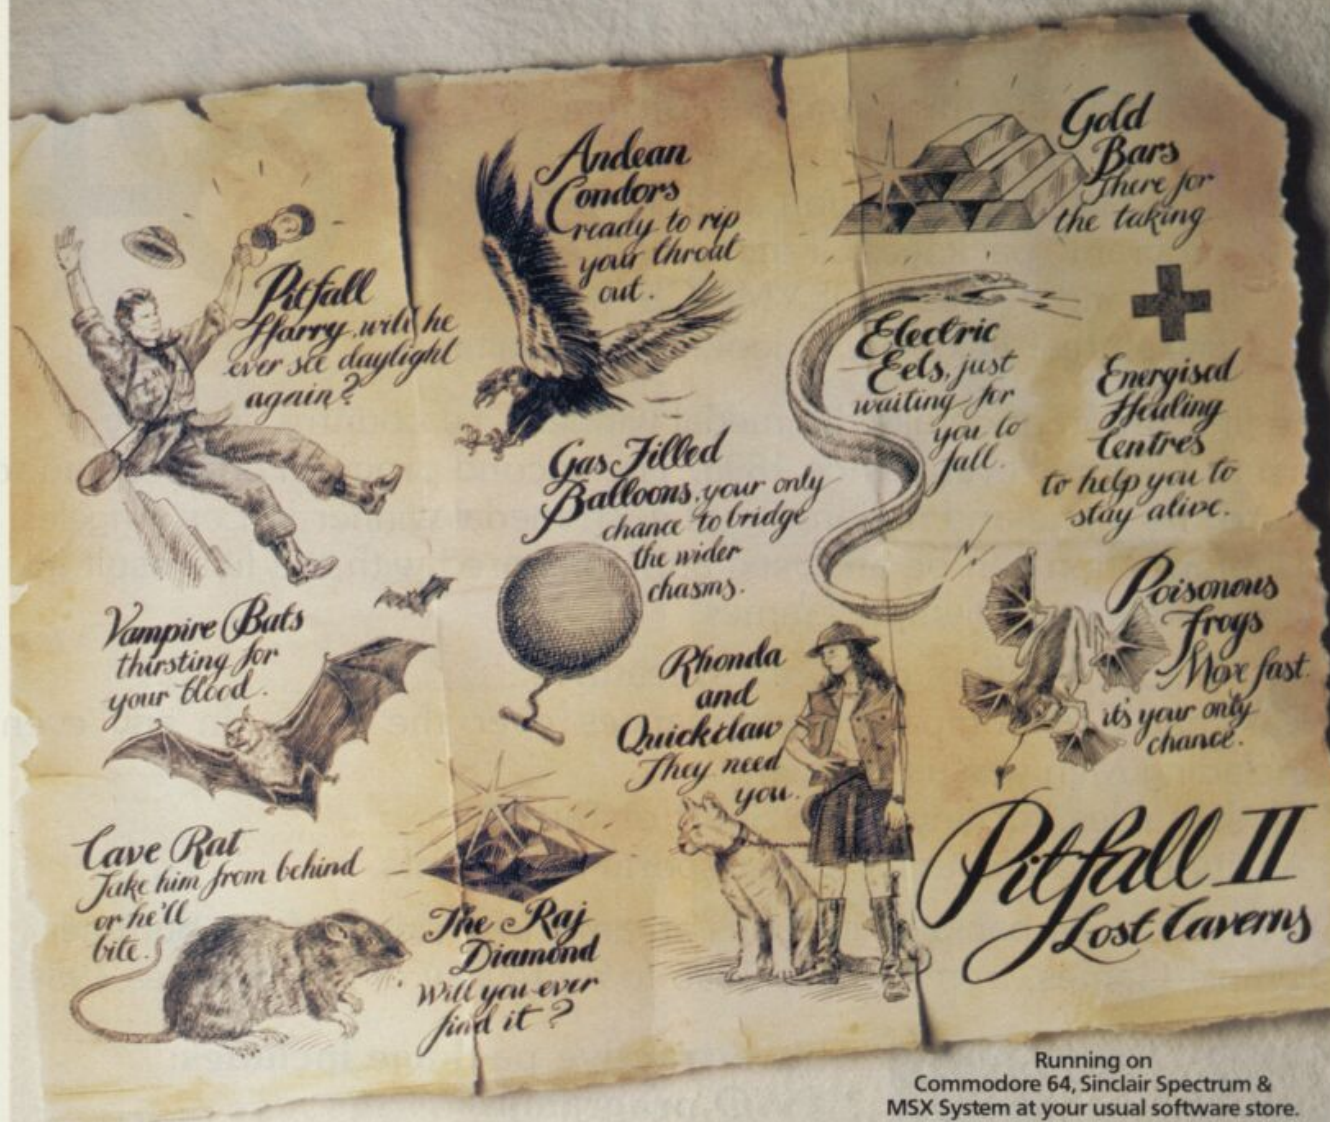 Andean
Condors
ready to rip
your throat
out.
Gold
Bars
There for
the taking
Pitfall
Harry, will he
ever see daylight
again?
Electric
Eels, just
waiting for
you to
fall.
Energised
Healing
Centres
to help you to
stay alive.
Gas Filled
Balloons, your only
chance to bridge
the wider
chasms.
Vampire Bats
thirsting for
your blood.
Rhonda
and
Quickclaw
They need
you.
Poisonous
Frogs
Move fast.
it's your only
chance.
Cave Rat
Take him from behind
or he'll
bite.
The Raj
Diamond
Will you ever
find it?
Pitfall II
Lost Caverns
Running on
Commodore 64, Sinclair Spectrum &
MSX System at your usual software store.